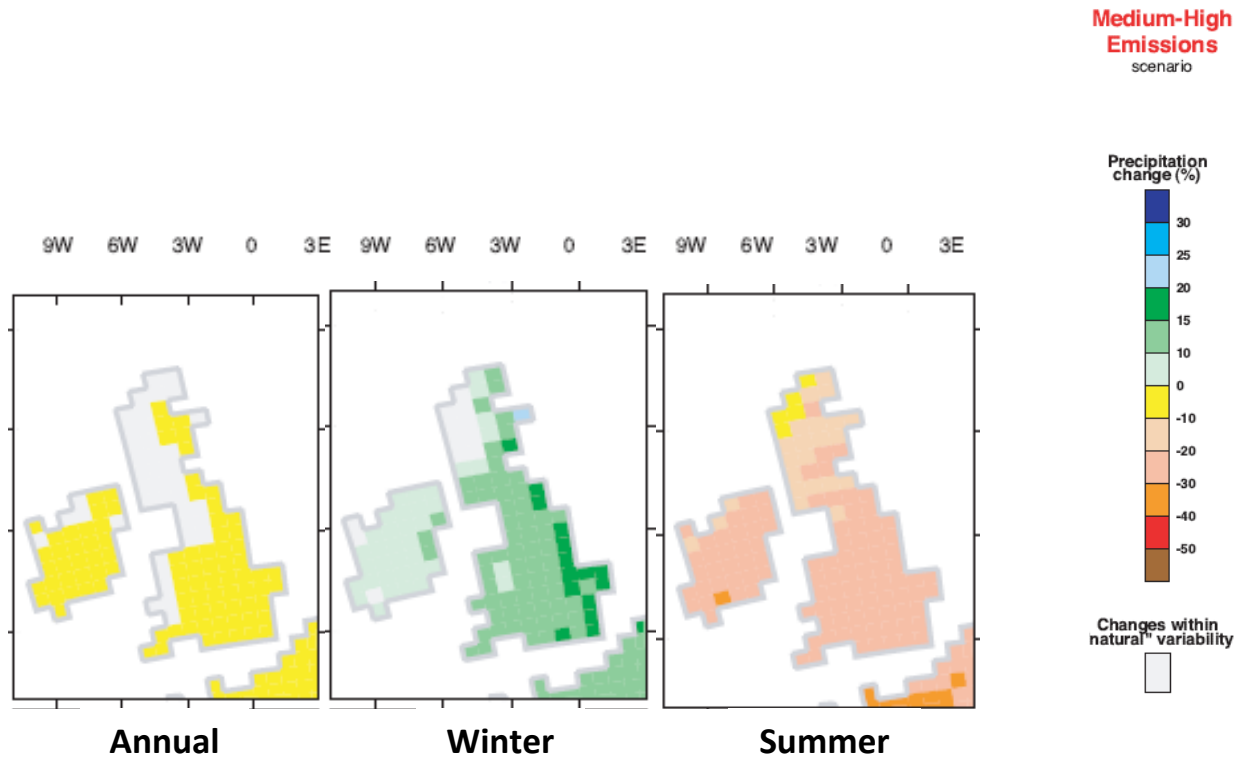 Medium-High
Emissions
scenario
Precipitation
change (%)
30
25
20
15
10
0
-10
-20
-30
-40
-50
Changes within
natural" variability
9W 6W 3W 0 3E
9W 6W 3W 0 3E
9W 6W 3W 0 3E
Annual
Winter
Summer